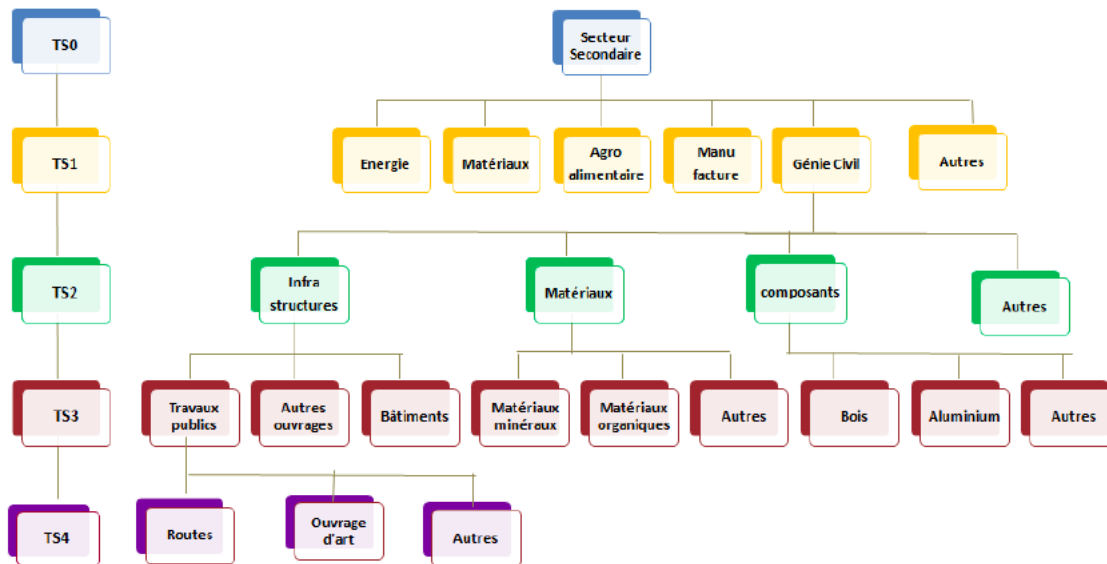 TS0
Secteur
Secondaire
TS1
Energie
Matériaux
Agro
alimentaire
Manu
facture
Génie Civil
Autres
TS2
Infra
structures
Matériaux
composants
Autres
TS3
Travaux
publics
Autres
ouvrages
Bâtiments
Matériaux
minéraux
Matériaux
organiques
Autres
Bois
Aluminium
Autres
TS4
Routes
Ouvrage
d'art
Autres